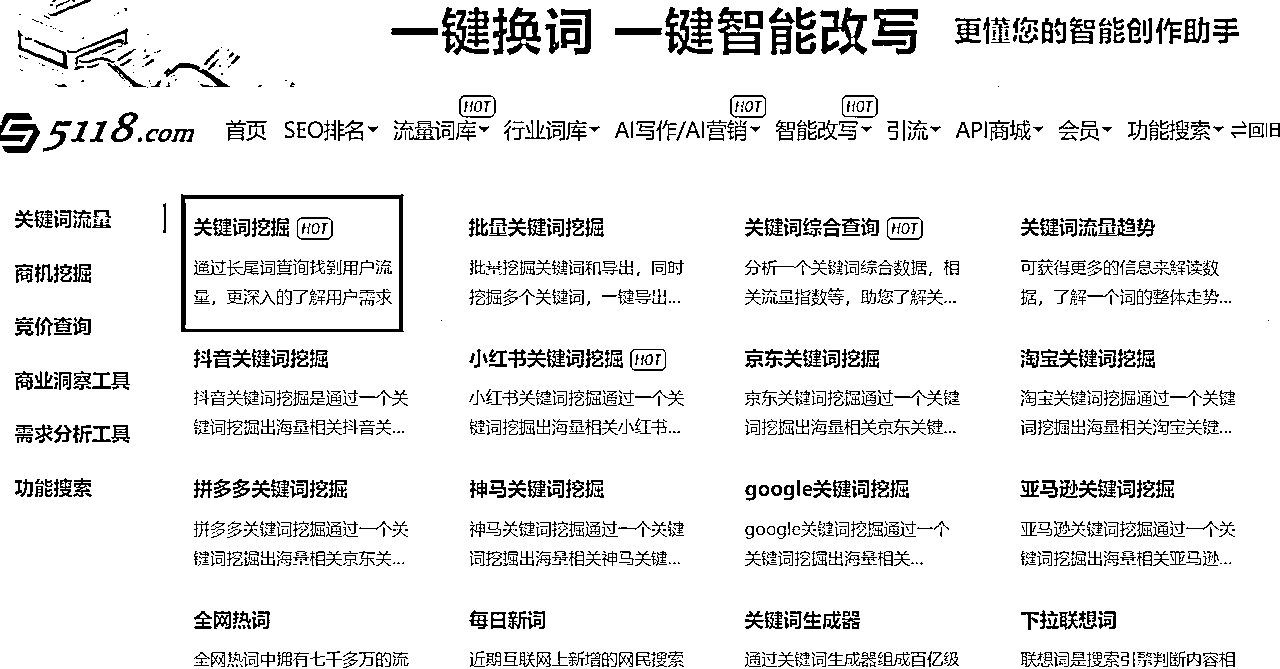 一键换词 一键智能改写 更懂您的智能创作助手
HOT HOT HOT
5118.com 首页 SEO排名 流量词库 行业词库 AI写作/AI营销 智能改写 引流 API商城 会员 功能搜索 ⇌回旧
关键词流量
商机挖掘
竞价查询
商业洞察工具
需求分析工具
功能搜索
关键词挖掘 HOT
通过长尾词查询找到用户流
量，更深入的了解用户需求
批量关键词挖掘
批量挖掘关键词和导出，同时
挖掘多个关键词，一键导出...
关键词综合查询 HOT
分析一个关键词综合数据，相
关流量指数等，助您了解关...
关键词流量趋势
可获得更多的信息来解读数
据，了解一个词的整体走势...
抖音关键词挖掘
抖音关键词挖掘是通过一个关
键词挖掘出海量相关抖音关...
小红书关键词挖掘 HOT
小红书关键词挖掘通过一个关
键词挖掘出海量相关小红书...
京东关键词挖掘
京东关键词挖掘通过一个关键
词挖掘出海量相关京东关键...
淘宝关键词挖掘
淘宝关键词挖掘通过一个关键
词挖掘出海量相关淘宝关键...
拼多多关键词挖掘
拼多多关键词挖掘通过一个关
键词挖掘出海量相关京东关...
神马关键词挖掘
神马关键词挖掘通过一个关键
词挖掘出海量相关神马关键...
google关键词挖掘
google关键词挖掘通过一个
关键词挖掘出海量相关...
亚马逊关键词挖掘
亚马逊关键词挖掘通过一个关
键词挖掘出海量相关亚马逊...
全网热词
全网热词中拥有七千多万的流
每日新词
近期互联网上新增的网民搜索
关键词生成器
通过关键词生成器组成百亿级
下拉联想词
联想词是搜索引擎判断内容相